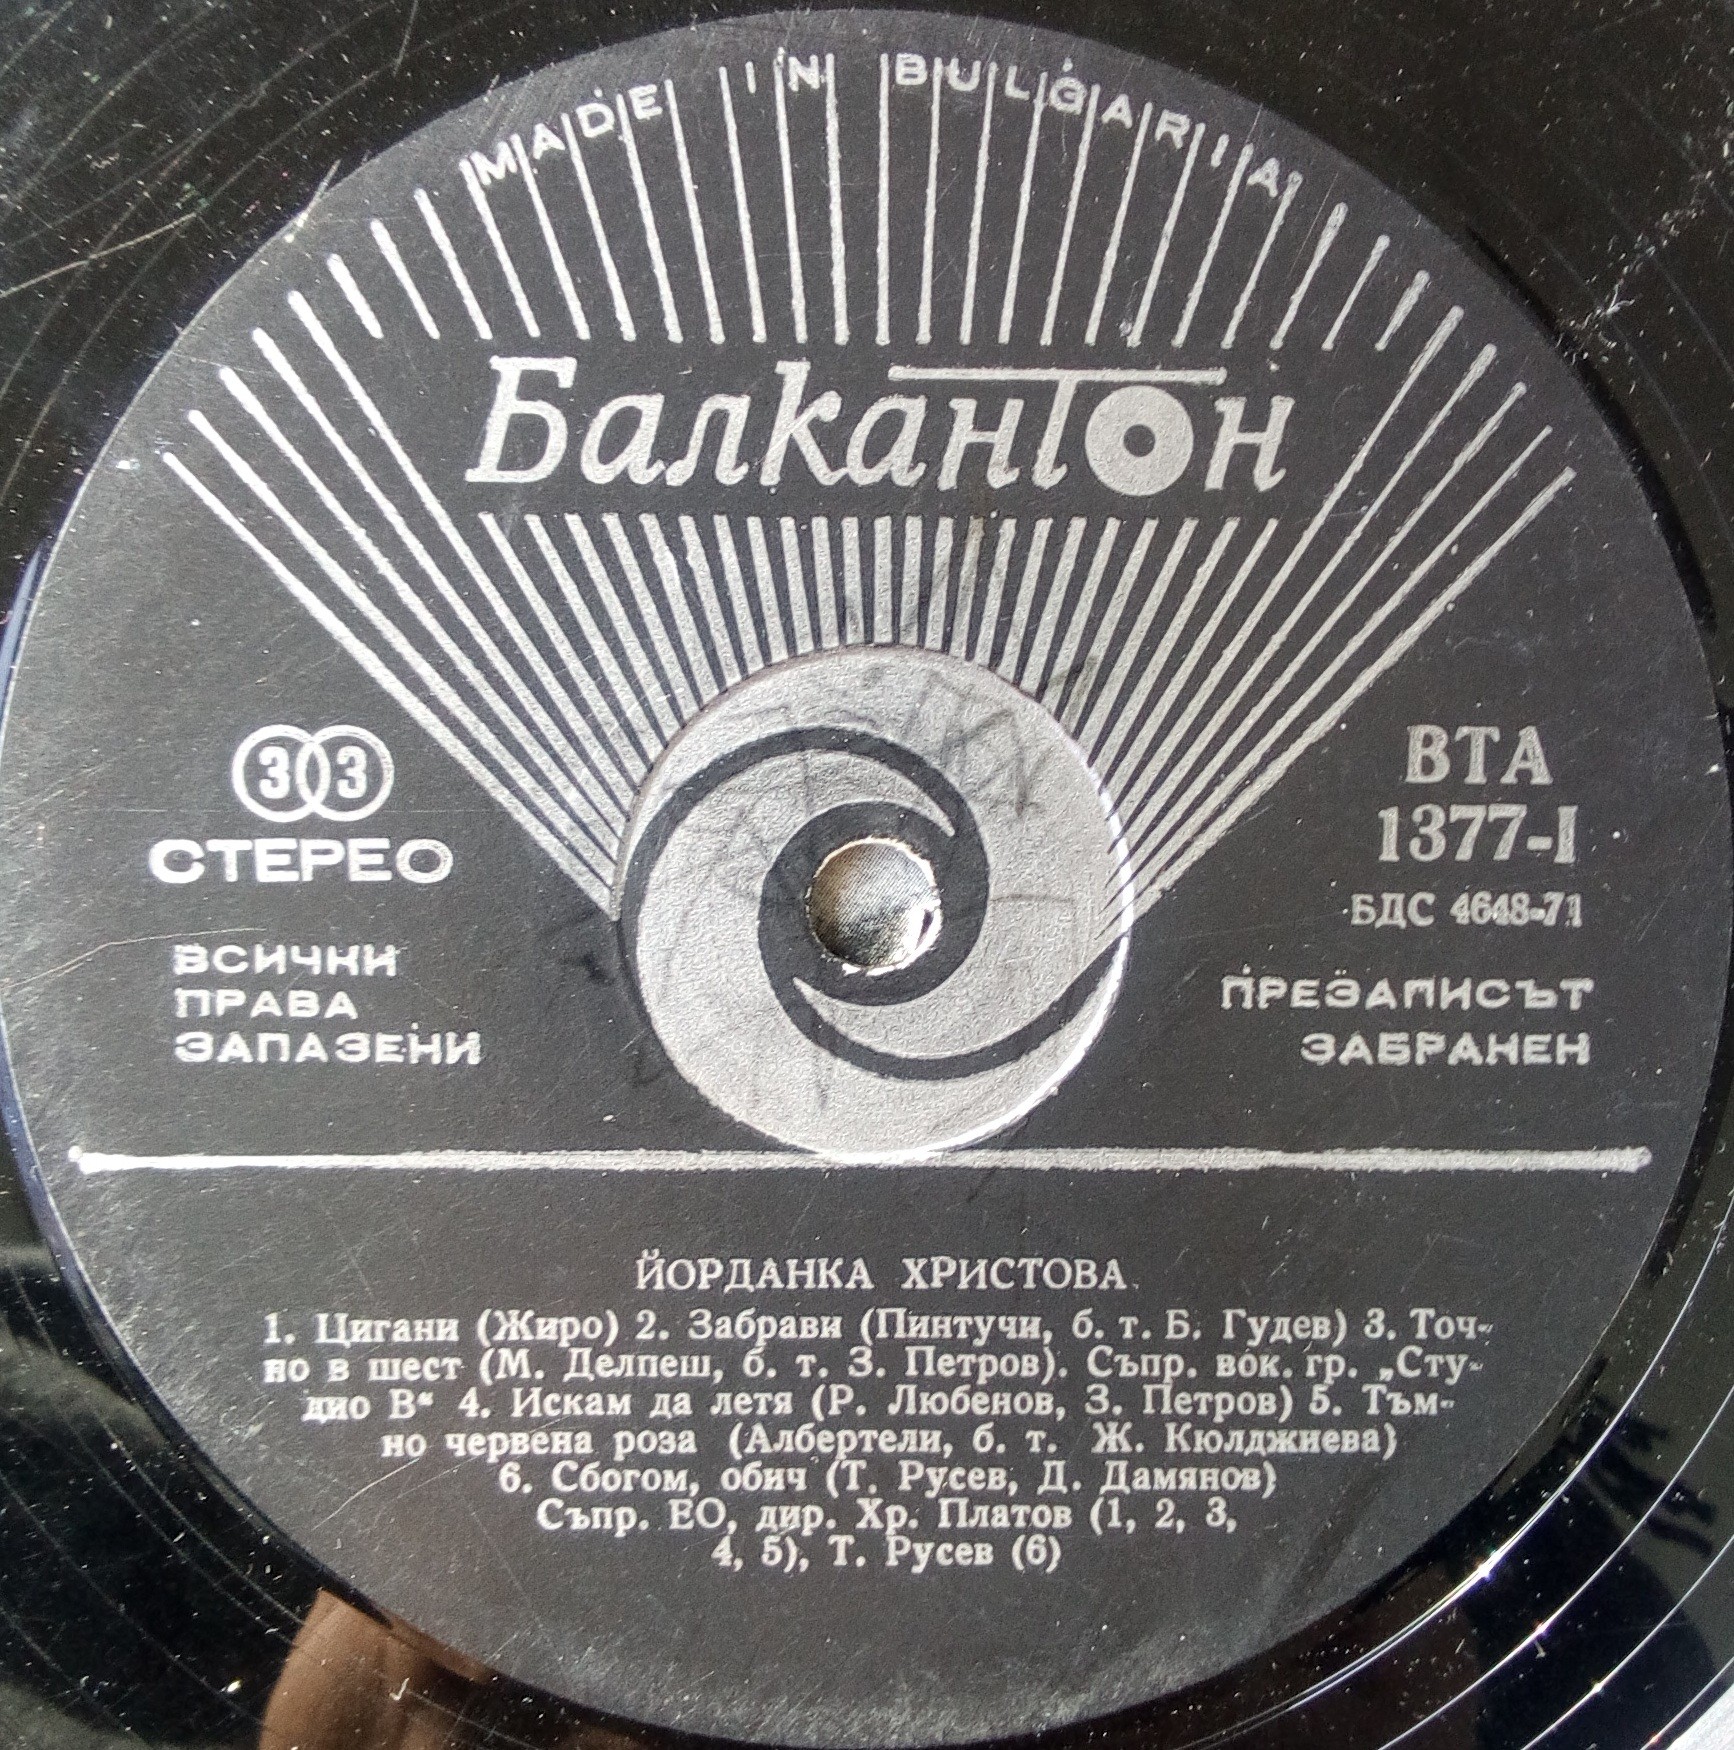 MADE IN BULGARIA
Балкантон
33
СТЕРЕО
ВСИЧКИ
ПРАВА
ЗАПАЗЕНИ
ВТА
1377-I
БДС 4648-71
ПРЕЗАПИСЪТ
ЗАБРАНЕН
ЙОРДАНКА ХРИСТОВА
1. Цигани (Жиро) 2. Забрави (Пинтучи, б. т. Б. Гудев) 3. Точ-
но в шест (М. Делпеш, б. т. З. Петров). Съпр. вок. гр. „Сту-
дио В“ 4. Искам да летя (Р. Любенов, З. Петров) 5. Тъм-
но червена роза (Албертели, б. т. Ж. Кюлджиева)
6. Сбогом, обич (Т. Русев, Д. Дамянов)
Съпр. ЕО, дир. Хр. Платов (1, 2, 3,
4, 5), Т. Русев (6)